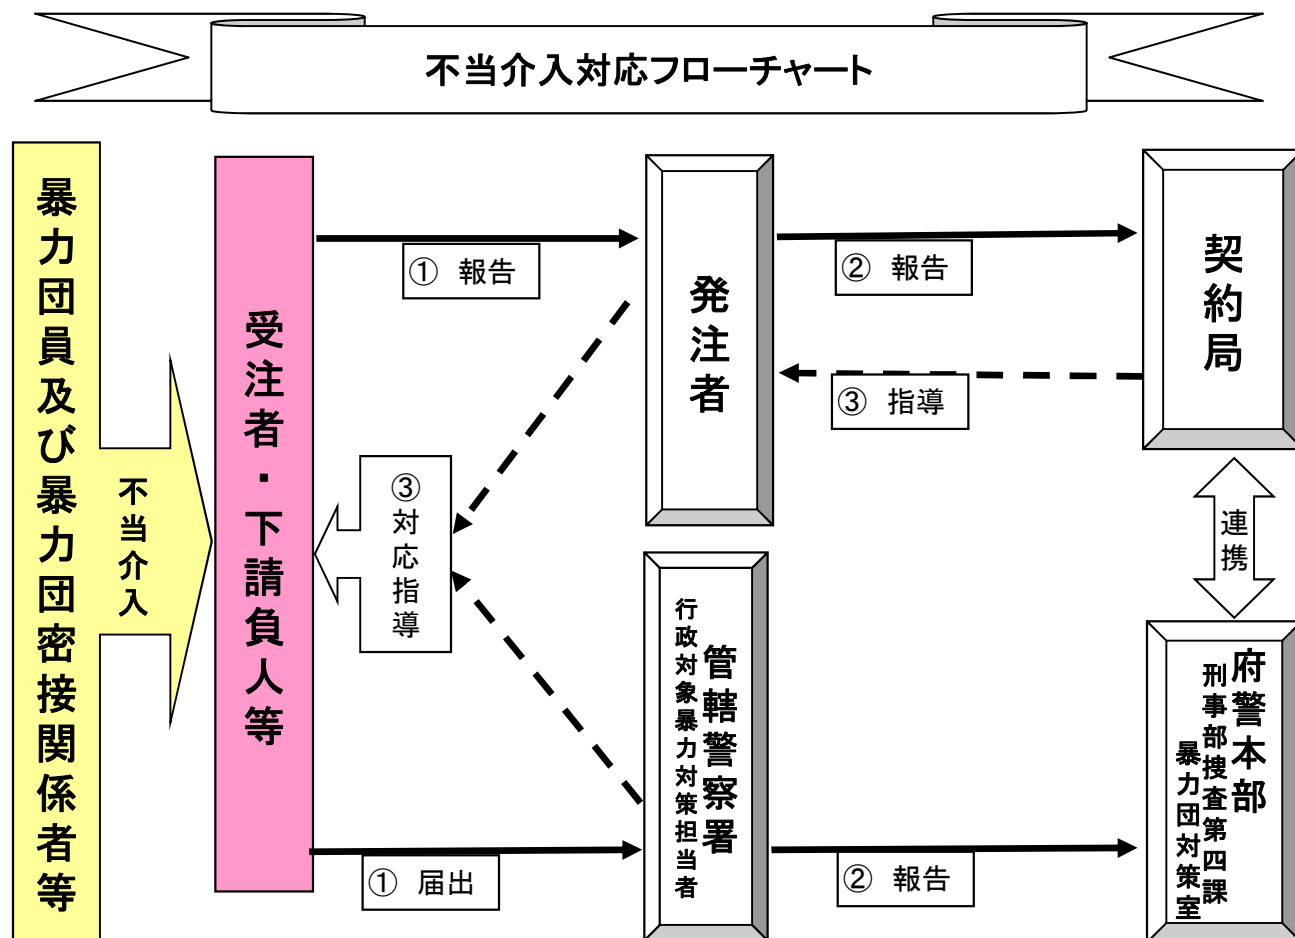 不当介入対応フローチャート
暴力団員及び暴力団密接関係者等
不当介入
受注者・下請負人等
① 報告
発注者
② 報告
契約局
③ 指導
③対応指導
連携
① 届出
管轄警察署
行政対象暴力対策担当者
② 報告
府警本部
刑事部捜査第四課
暴力団対策室